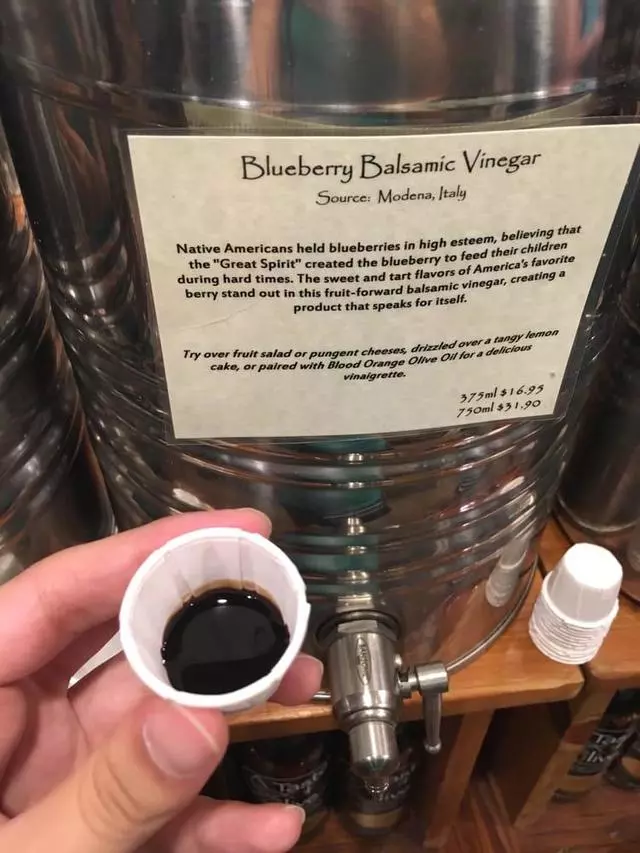 Blueberry Balsamic Vinegar
Source: Modena, Italy
Native Americans held blueberries in high esteem, believing that
the "Great Spirit" created the blueberry to feed their children
during hard times. The sweet and tart flavors of America's favorite
berry stand out in this fruit-forward balsamic vinegar, creating a
product that speaks for itself.
Try over fruit salad or pungent cheeses, drizzled over a tangy lemon
cake, or paired with Blood Orange Olive Oil for a delicious
vinaigrette.
375ml $16.95
750ml $31.90